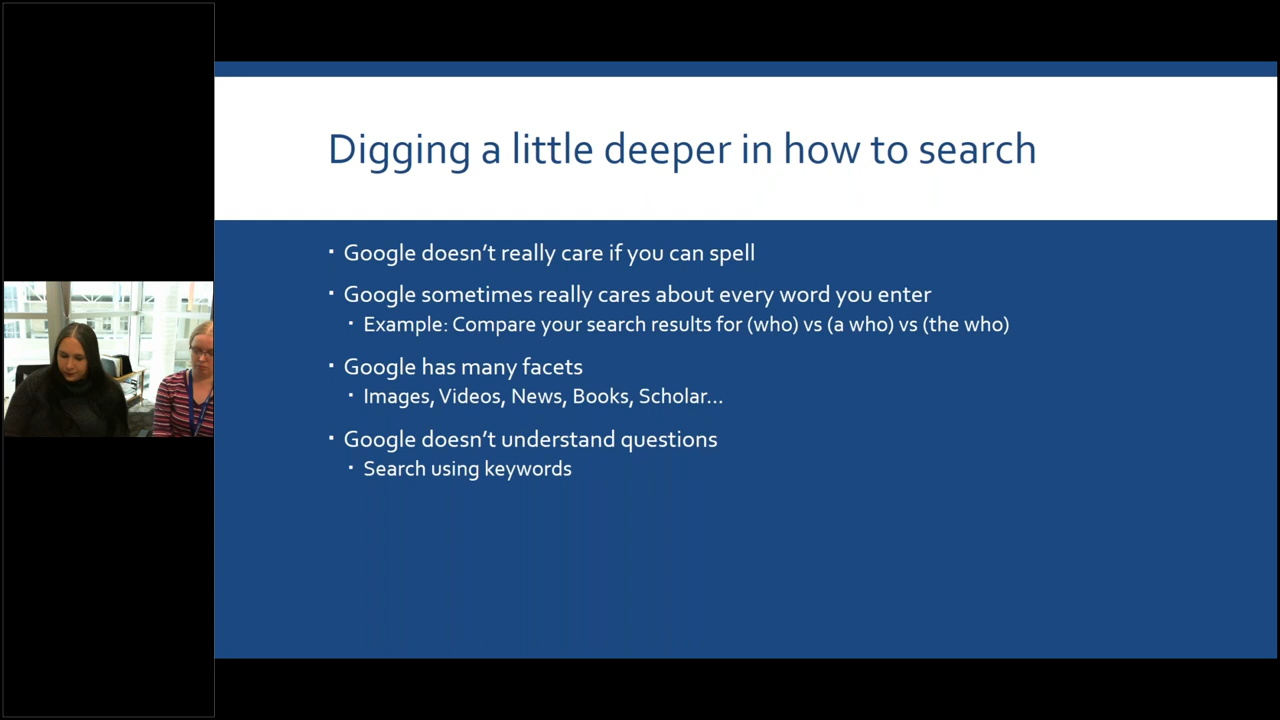 Digging a little deeper in how to search
▪ Google doesn’t really care if you can spell
▪ Google sometimes really cares about every word you enter
▪ Example: Compare your search results for (who) vs (a who) vs (the who)
▪ Google has many facets
▪ Images, Videos, News, Books, Scholar…
▪ Google doesn’t understand questions
▪ Search using keywords